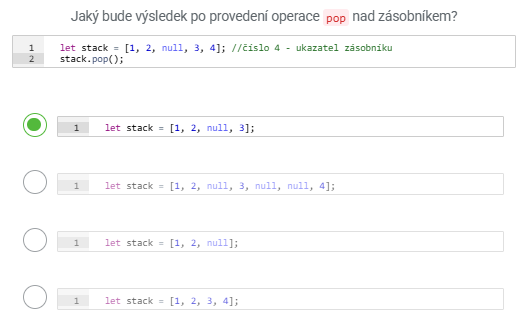 Jaký bude výsledek po provedení operace pop nad zásobníkem?
1 let stack = [1, 2, null, 3, 4]; //číslo 4 - ukazatel zásobníku
2 stack.pop();
1 let stack = [1, 2, null, 3];
1 let stack = [1, 2, null, 3, null, null, 4];
1 let stack = [1, 2, null];
1 let stack = [1, 2, 3, 4];